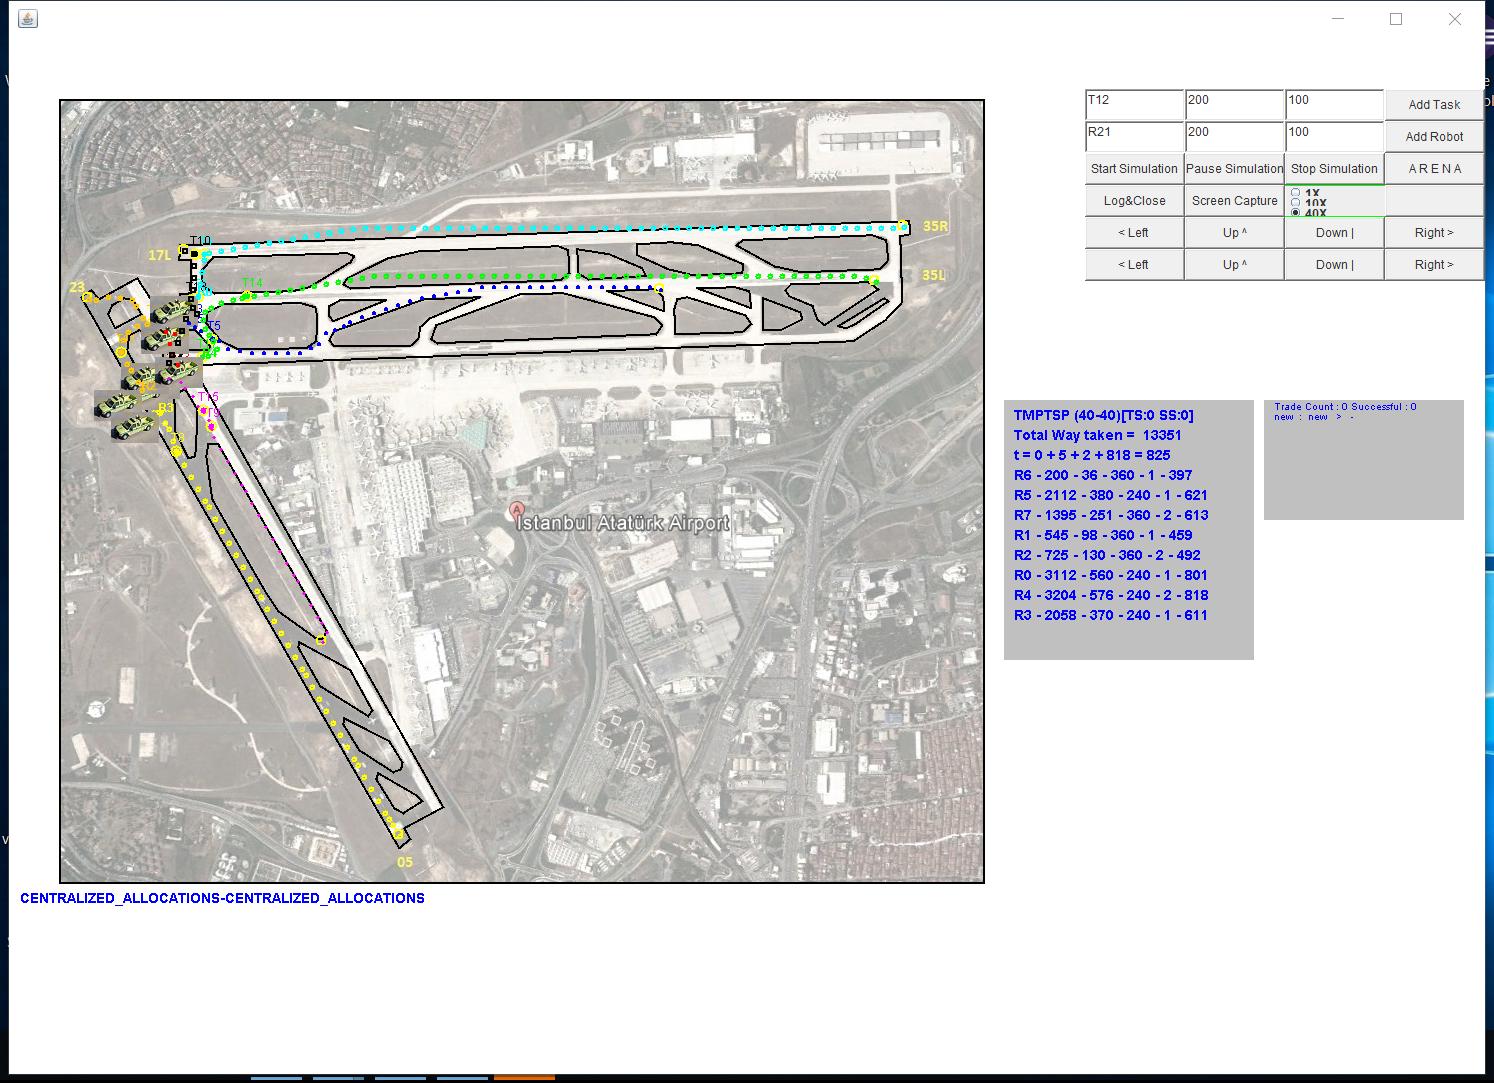 T12 200 100 Add Task
R21 200 100 Add Robot
Start Simulation Pause Simulation Stop Simulation A R E N A
Log&Close Screen Capture
1X
10X
40X
< Left Up ^ Down | Right >
< Left Up ^ Down | Right >
T10
17L
35R
35L
23
T14
T5
R3
T15
T9
A
İstanbul Atatürk Airport
05
TMPTSP (40-40)[TS:0 SS:0]
Total Way taken = 13351
t = 0 + 5 + 2 + 818 = 825
R6 - 200 - 36 - 360 - 1 - 397
R5 - 2112 - 380 - 240 - 1 - 621
R7 - 1395 - 251 - 360 - 2 - 613
R1 - 545 - 98 - 360 - 1 - 459
R2 - 725 - 130 - 360 - 2 - 492
R0 - 3112 - 560 - 240 - 1 - 801
R4 - 3204 - 576 - 240 - 2 - 818
R3 - 2058 - 370 - 240 - 1 - 611
Trade Count : 0 Successful : 0
new : new > -
CENTRALIZED_ALLOCATIONS-CENTRALIZED_ALLOCATIONS